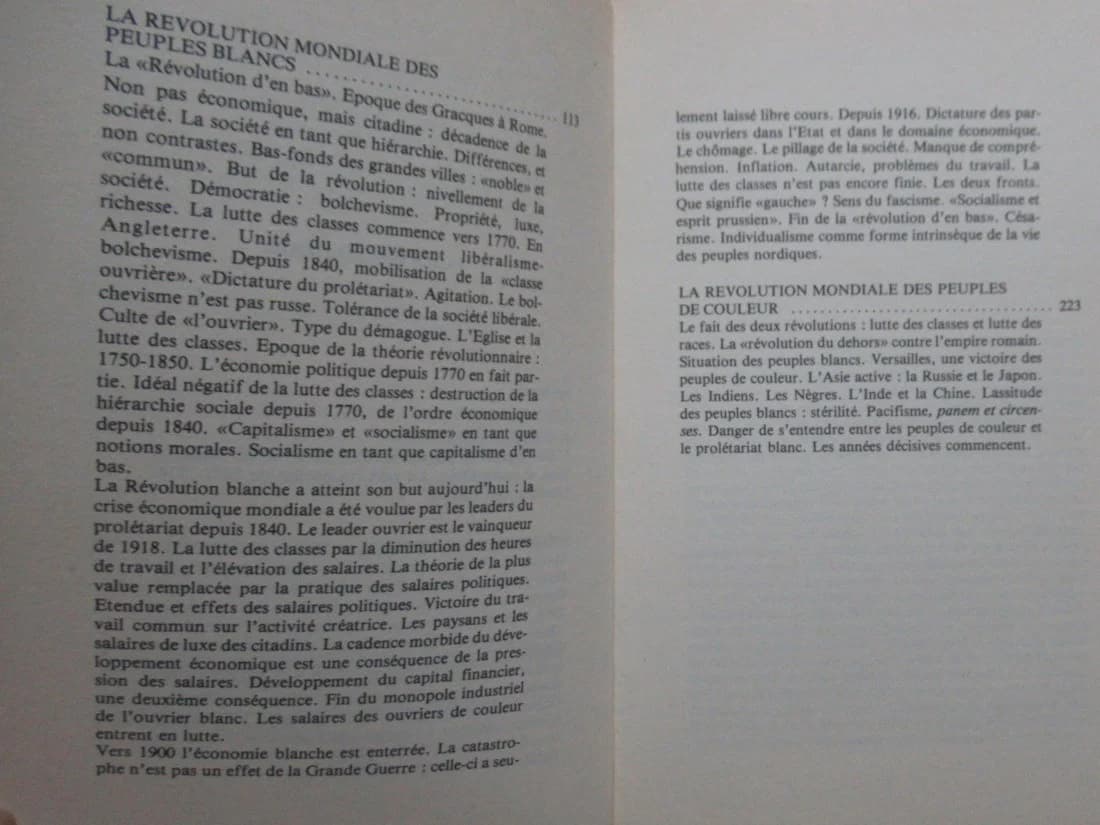 LA REVOLUTION MONDIALE DES
PEUPLES BLANCS .......................... 113
La «Révolution d'en bas». Epoque des Gracques à Rome.
Non pas économique, mais citadine : décadence de la
société. La société en tant que hiérarchie. Différences, et
non contrastes. Bas-fonds des grandes villes : «noble» et
«commun». But de la révolution : nivellement de la
société. Démocratie : bolchevisme. Propriété, luxe,
richesse. La lutte des classes commence vers 1770. En
Angleterre. Unité du mouvement libéralisme-
bolchevisme. Depuis 1840, mobilisation de la «classe
ouvrière». «Dictature du prolétariat». Agitation. Le bol-
chevisme n'est pas russe. Tolérance de la société libérale.
Culte de «l'ouvrier». Type du démagogue. L'Eglise et la
lutte des classes. Epoque de la théorie révolutionnaire :
1750-1850. L'économie politique depuis 1770 en fait par-
tie. Idéal négatif de la lutte des classes : destruction de la
hiérarchie sociale depuis 1770, de l'ordre économique
depuis 1840. «Capitalisme» et «socialisme» en tant que
notions morales. Socialisme en tant que capitalisme d'en
bas.
La Révolution blanche a atteint son but aujourd'hui : la
crise économique mondiale a été voulue par les leaders du
prolétariat depuis 1840. Le leader ouvrier est le vainqueur
de 1918. La lutte des classes par la diminution des heures
de travail et l'élévation des salaires. La théorie de la plus
value remplacée par la pratique des salaires politiques.
Etendue et effets des salaires politiques. Victoire du tra-
vail commun sur l'activité créatrice. Les paysans et les
salaires de luxe des citadins. La cadence morbide du déve-
loppement économique est une conséquence de la pres-
sion des salaires. Développement du capital financier,
une deuxième conséquence. Fin du monopole industriel
de l'ouvrier blanc. Les salaires des ouvriers de couleur
entrent en lutte.
Vers 1900 l'économie blanche est enterrée. La catastro-
phe n'est pas un effet de la Grande Guerre : celle-ci a seu-
lement laissé libre cours. Depuis 1916. Dictature des par-
tis ouvriers dans l'Etat et dans le domaine économique.
Le chômage. Le pillage de la société. Manque de compré-
hension. Inflation. Autarcie, problèmes du travail. La
lutte des classes n'est pas encore finie. Les deux fronts.
Que signifie «gauche» ? Sens du fascisme. «Socialisme et
esprit prussien». Fin de la «révolution d'en bas». Césa-
risme. Individualisme comme forme intrinsèque de la vie
des peuples nordiques.
LA REVOLUTION MONDIALE DES PEUPLES
DE COULEUR .................................. 223
Le fait des deux révolutions : lutte des classes et lutte des
races. La «révolution du dehors» contre l'empire romain.
Situation des peuples blancs. Versailles, une victoire des
peuples de couleur. L'Asie active : la Russie et le Japon.
Les Indiens. Les Nègres. L'Inde et la Chine. Lassitude
des peuples blancs : stérilité. Pacifisme, panem et circen-
ses. Danger de s'entendre entre les peuples de couleur et
le prolétariat blanc. Les années décisives commencent.